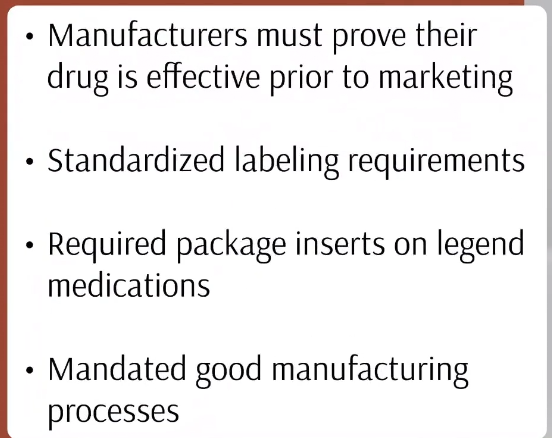 • Manufacturers must prove their
drug is effective prior to marketing
• Standardized labeling requirements
• Required package inserts on legend
medications
• Mandated good manufacturing
processes